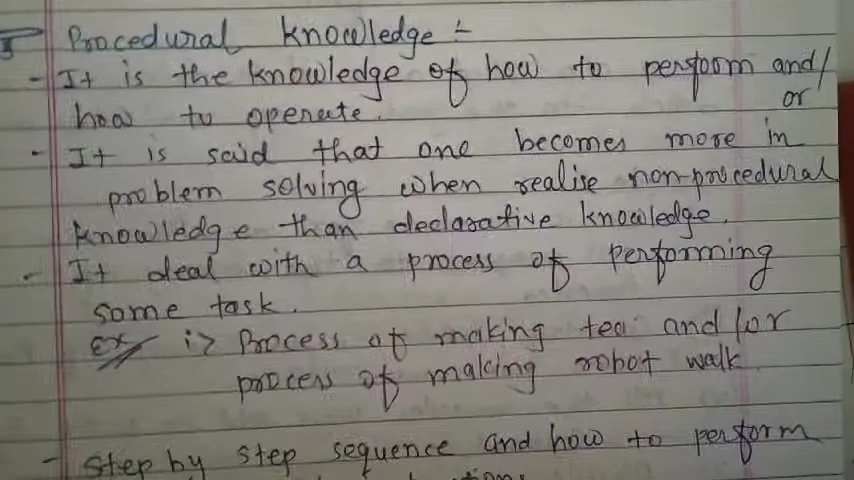 Procedural knowledge :-
- It is the knowledge of how to perform and/
or
how to operate.
- It is said that one becomes more in
problem solving when realise non-procedural
knowledge than declarative knowledge.
- It deal with a process of performing
some task.
Ex i> Process of making tea and/or
process of making robot walk.
- Step by step sequence and how to perform